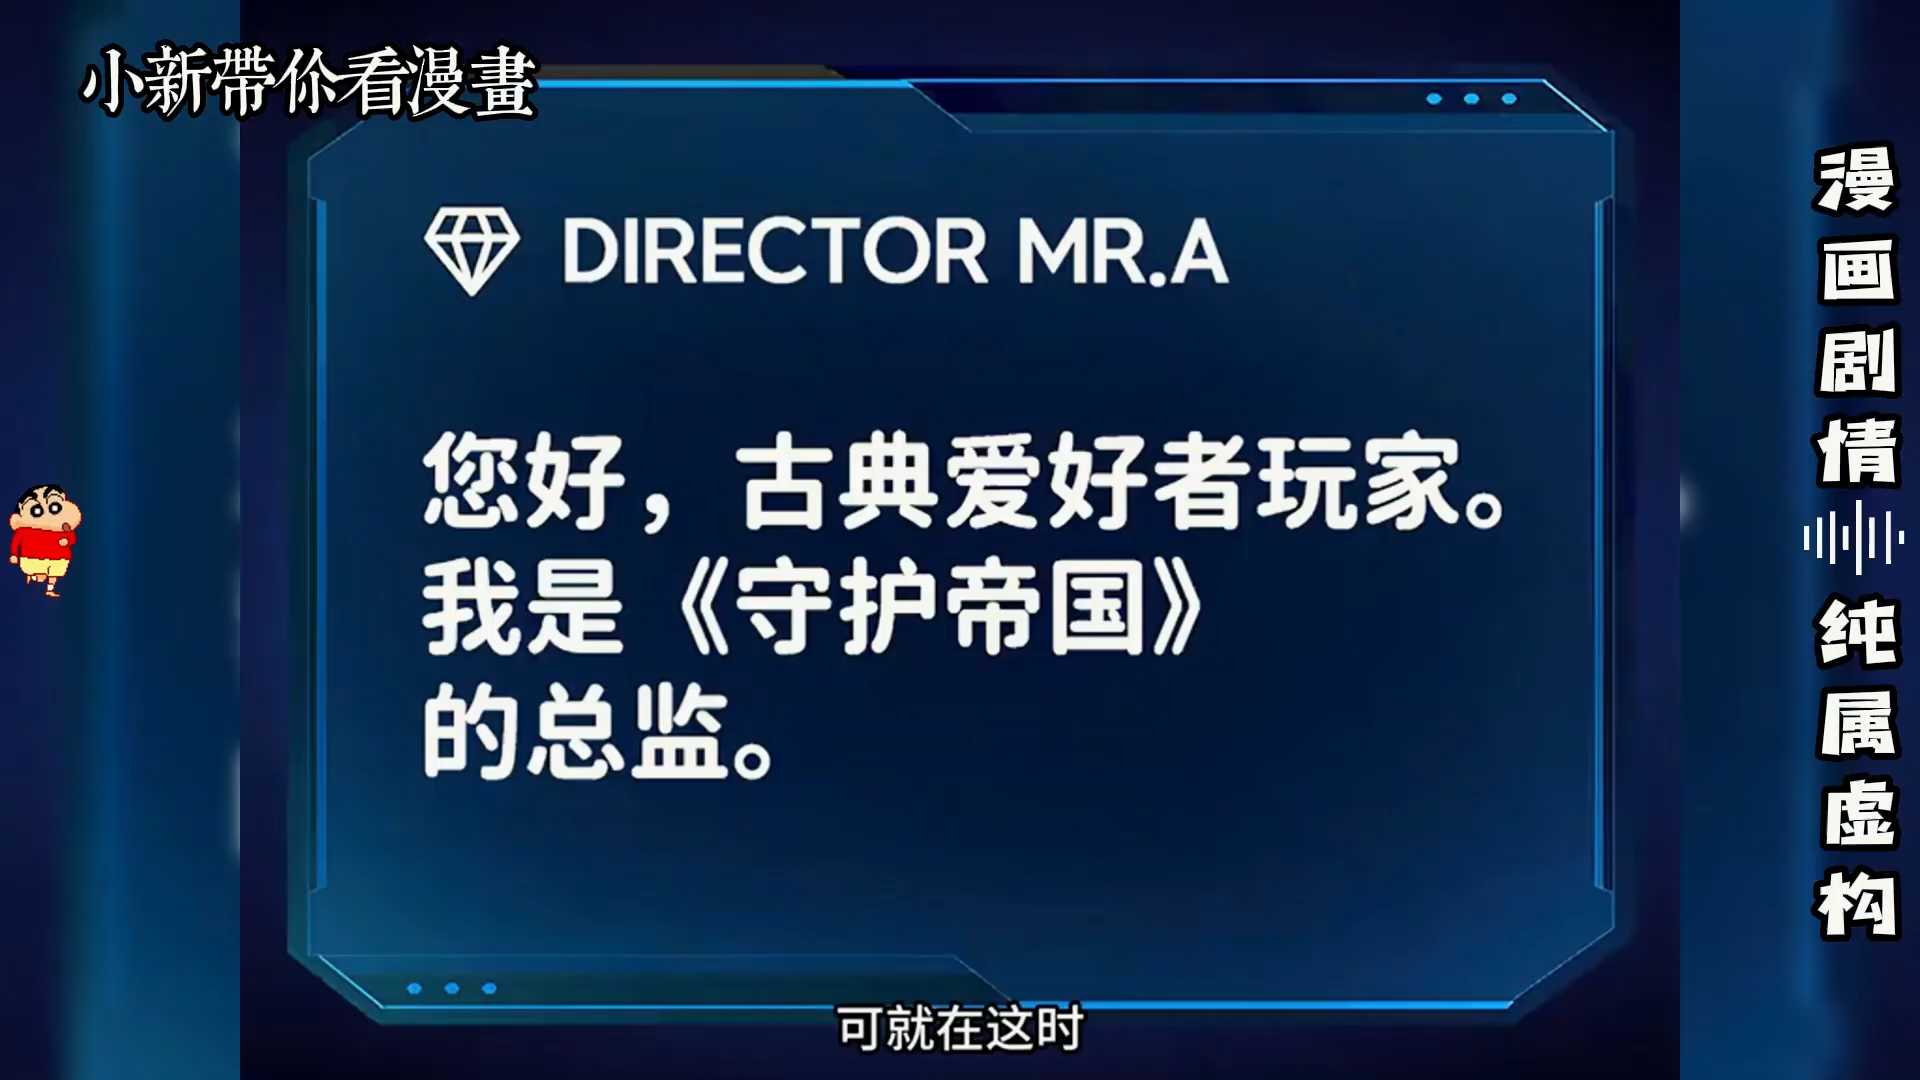 小新帶你看漫畫
DIRECTOR MR.A
您好，古典爱好者玩家。
我是《守护帝国》
的总监。
可就在这时
漫画剧情
纯属虚构